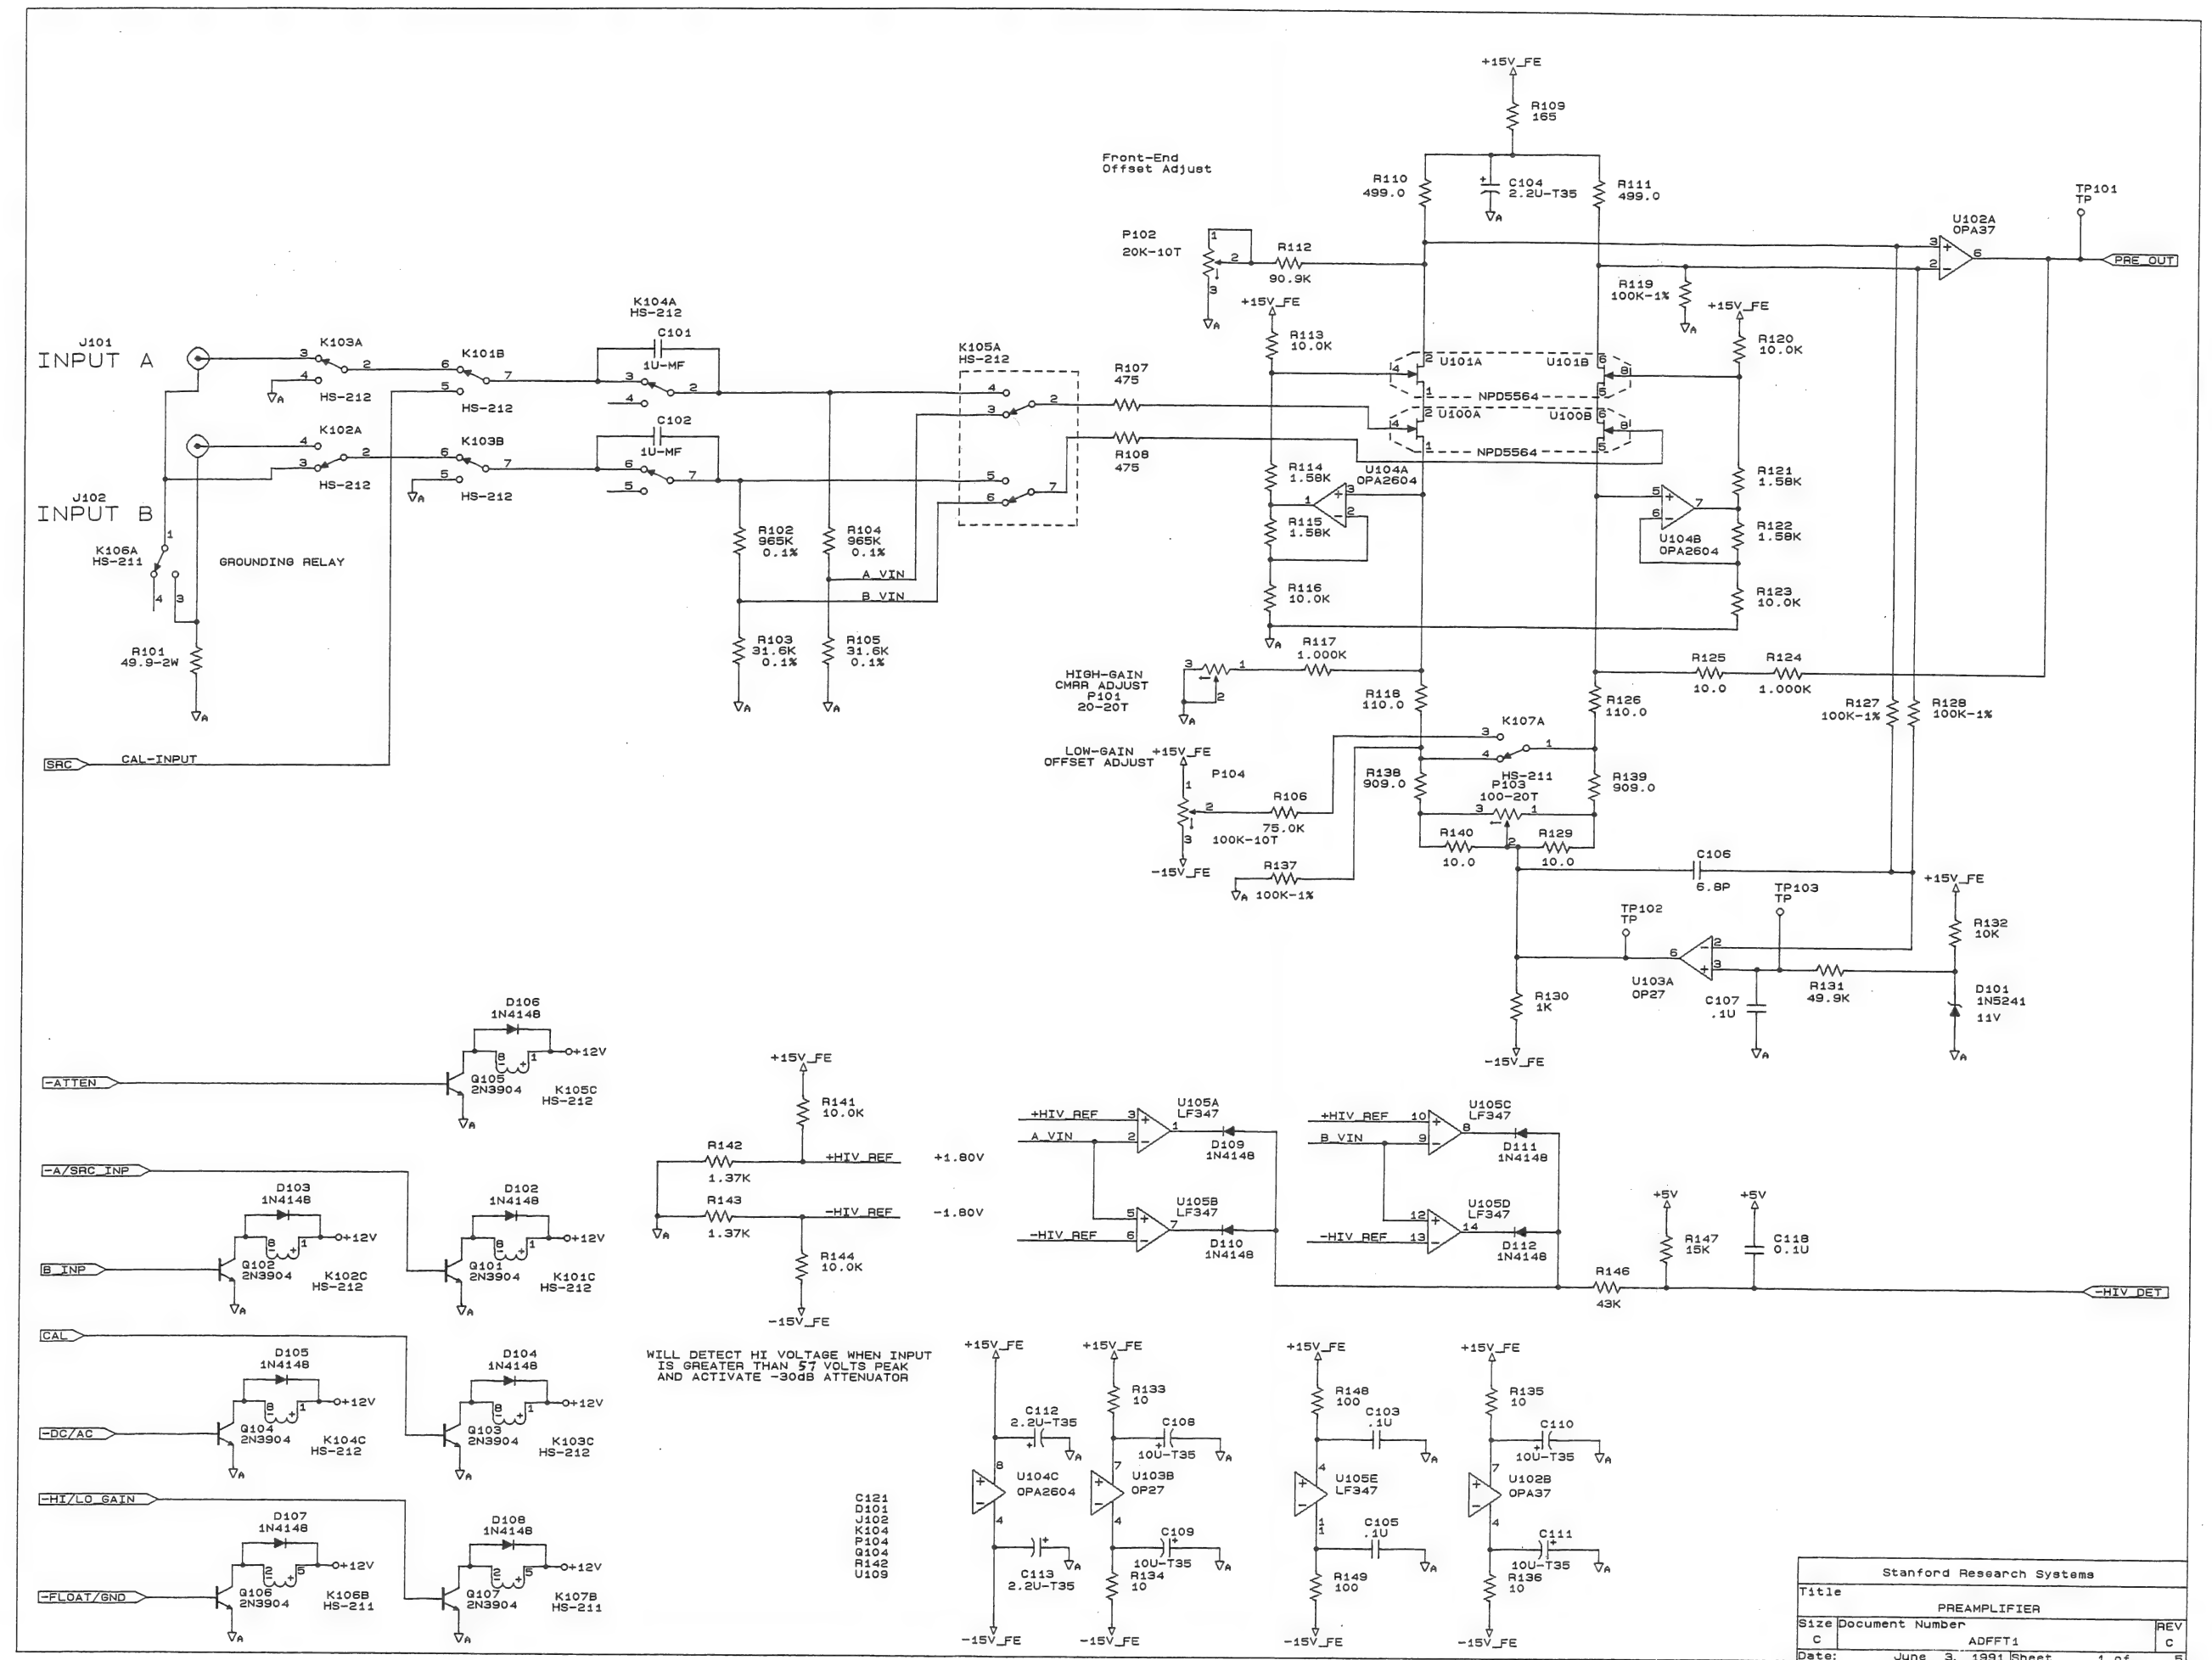 +15V_FE
R109
165
Front-End
Offset Adjust
R110
499.0
C104
2.2U-T35
R111
499.0
TP101
TP
U102A
OPA37
PRE_OUT
P102
20K-10T
R112
90.9K
R119
100K-1%
+15V_FE
+15V_FE
R113
10.0K
R120
10.0K
K104A
HS-212
C101
1U-MF
J101
INPUT A
K103A
HS-212
K101B
HS-212
K105A
HS-212
R107
475
U101A
U101B
NPD5564
U100A
U100B
NPD5564
C102
1U-MF
K102A
HS-212
K103B
HS-212
R108
475
R114
1.58K
U104A
OPA2604
R121
1.58K
J102
INPUT B
R115
1.58K
U104B
OPA2604
R122
1.58K
K106A
HS-211
GROUNDING RELAY
R102
965K
0.1%
R104
965K
0.1%
A_VIN
B_VIN
R116
10.0K
R123
10.0K
R101
49.9-2W
R103
31.6K
0.1%
R105
31.6K
0.1%
HIGH-GAIN
CMRR ADJUST
P101
20-20T
R117
1.000K
R118
110.0
R126
110.0
R125
10.0
R124
1.000K
R127
100K-1%
R128
100K-1%
K107A
HS-211
SRC
CAL-INPUT
LOW-GAIN
OFFSET ADJUST
+15V_FE
P104
100K-10T
-15V_FE
R106
75.0K
R138
909.0
P103
100-20T
R139
909.0
R140
10.0
R129
10.0
R137
100K-1%
C106
6.8P
TP102
TP
TP103
TP
+15V_FE
R132
10K
U103A
OP27
R131
49.9K
C107
.1U
D101
1N5241
11V
R130
1K
-15V_FE
-ATTEN
D106
1N4148
Q105
2N3904
K105C
HS-212
+12V
-A/SRC_INP
D103
1N4148
D102
1N4148
+12V
+12V
B_INP
Q102
2N3904
K102C
HS-212
Q101
2N3904
K101C
HS-212
+15V_FE
R141
10.0K
R142
1.37K
+HIV_REF
+1.80V
R143
1.37K
-HIV_REF
-1.80V
R144
10.0K
-15V_FE
WILL DETECT HI VOLTAGE WHEN INPUT
IS GREATER THAN 57 VOLTS PEAK
AND ACTIVATE -30dB ATTENUATOR
+HIV_REF
A_VIN
U105A
LF347
D109
1N4148
U105B
LF347
-HIV_REF
D110
1N4148
+HIV_REF
B_VIN
U105C
LF347
D111
1N4148
U105D
LF347
-HIV_REF
D112
1N4148
+5V
+5V
R147
15K
C118
0.1U
R146
43K
-HIV_DET
CAL
D105
1N4148
D104
1N4148
+12V
+12V
-DC/AC
Q104
2N3904
K104C
HS-212
Q103
2N3904
K103C
HS-212
-HI/LO_GAIN
D107
1N4148
D108
1N4148
+12V
+12V
-FLOAT/GND
Q106
2N3904
K106B
HS-211
Q107
2N3904
K107B
HS-211
C121
D101
J102
K104
P104
Q104
R142
U109
+15V_FE
C112
2.2U-T35
U104C
OPA2604
C113
2.2U-T35
-15V_FE
+15V_FE
R133
10
C108
10U-T35
U103B
OP27
C109
10U-T35
R134
10
-15V_FE
+15V_FE
R148
100
C103
.1U
U105E
LF347
C105
.1U
R149
100
-15V_FE
+15V_FE
R135
10
C110
10U-T35
U102B
OPA37
C111
10U-T35
R136
10
-15V_FE
Stanford Research Systems
Title
PREAMPLIFIER
Size Document Number REV
C ADFFT1 C
Date: June 3, 1991 Sheet 1 of 5